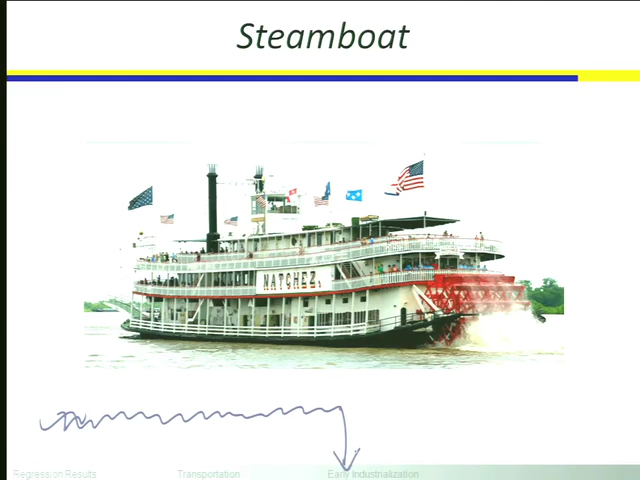 Steamboat
NATCHEZ.
Regression Results Transportation Early Industrialization